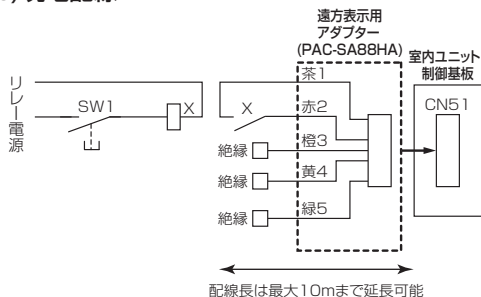 遠方表示用
アダプター
(PAC-SA88HA)
室内ユニット
制御基板
CN51
リレー電源
SW1
X
X
茶1
赤2
絶縁
橙3
絶縁
黄4
絶縁
緑5
配線長は最大10mまで延長可能